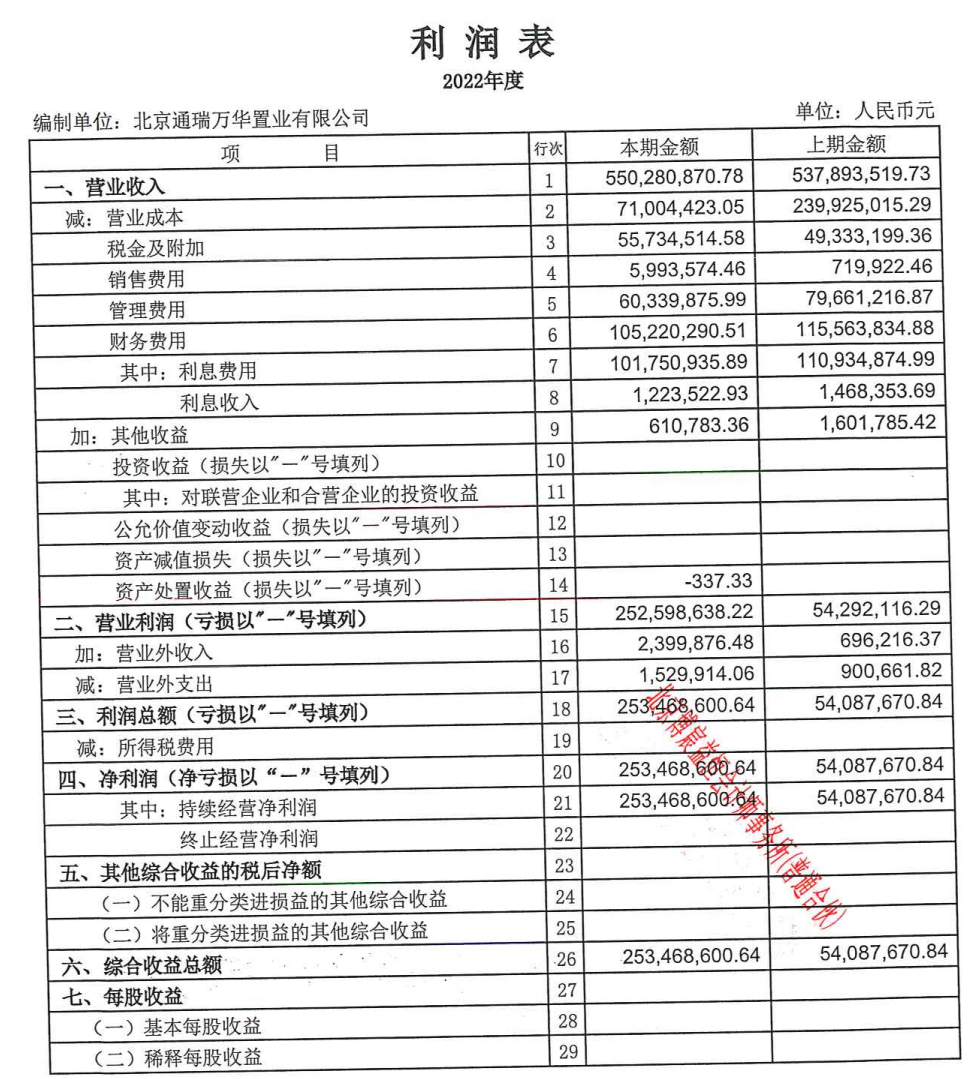 利 润 表
2022年度
编制单位：北京通瑞万华置业有限公司 单位：人民币元
项 目 行次 本期金额 上期金额
一、营业收入 1 550,280,870.78 537,893,519.73
减：营业成本 2 71,004,423.05 239,925,015.29
税金及附加 3 55,734,514.58 49,333,199.36
销售费用 4 5,993,574.46 719,922.46
管理费用 5 60,339,875.99 79,661,216.87
财务费用 6 105,220,290.51 115,563,834.88
其中：利息费用 7 101,750,935.89 110,934,874.99
利息收入 8 1,223,522.93 1,468,353.69
加：其他收益 9 610,783.36 1,601,785.42
投资收益（损失以"－"号填列） 10
其中：对联营企业和合营企业的投资收益 11
公允价值变动收益（损失以"－"号填列） 12
资产减值损失（损失以"－"号填列） 13
资产处置收益（损失以"－"号填列） 14 -337.33
二、营业利润（亏损以"－"号填列） 15 252,598,638.22 54,292,116.29
加：营业外收入 16 2,399,876.48 696,216.37
减：营业外支出 17 1,529,914.06 900,661.82
三、利润总额（亏损以"－"号填列） 18 253,468,600.64 54,087,670.84
减：所得税费用 19
四、净利润（净亏损以“－”号填列） 20 253,468,600.64 54,087,670.84
其中：持续经营净利润 21 253,468,600.64 54,087,670.84
终止经营净利润 22
五、其他综合收益的税后净额 23
（一）不能重分类进损益的其他综合收益 24
（二）将重分类进损益的其他综合收益 25
六、综合收益总额 26 253,468,600.64 54,087,670.84
七、每股收益 27
（一）基本每股收益 28
（二）稀释每股收益 29
会计师事务所(普通合伙)